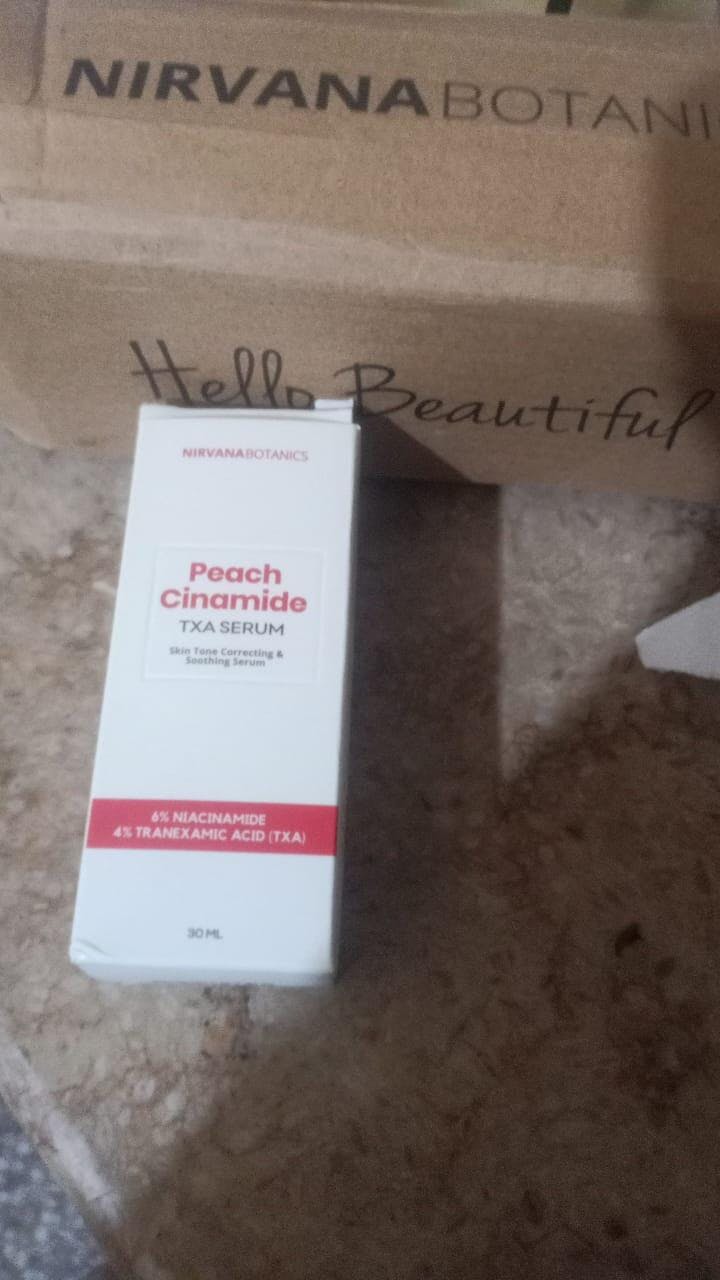 NIRVANABOTANI
Hello Beautiful
NIRVANABOTANICS
Peach
Cinamide
TXA SERUM
Skin Tone Correcting &
Soothing Serum
6% NIACINAMIDE
4% TRANEXAMIC ACID (TXA)
30 ML